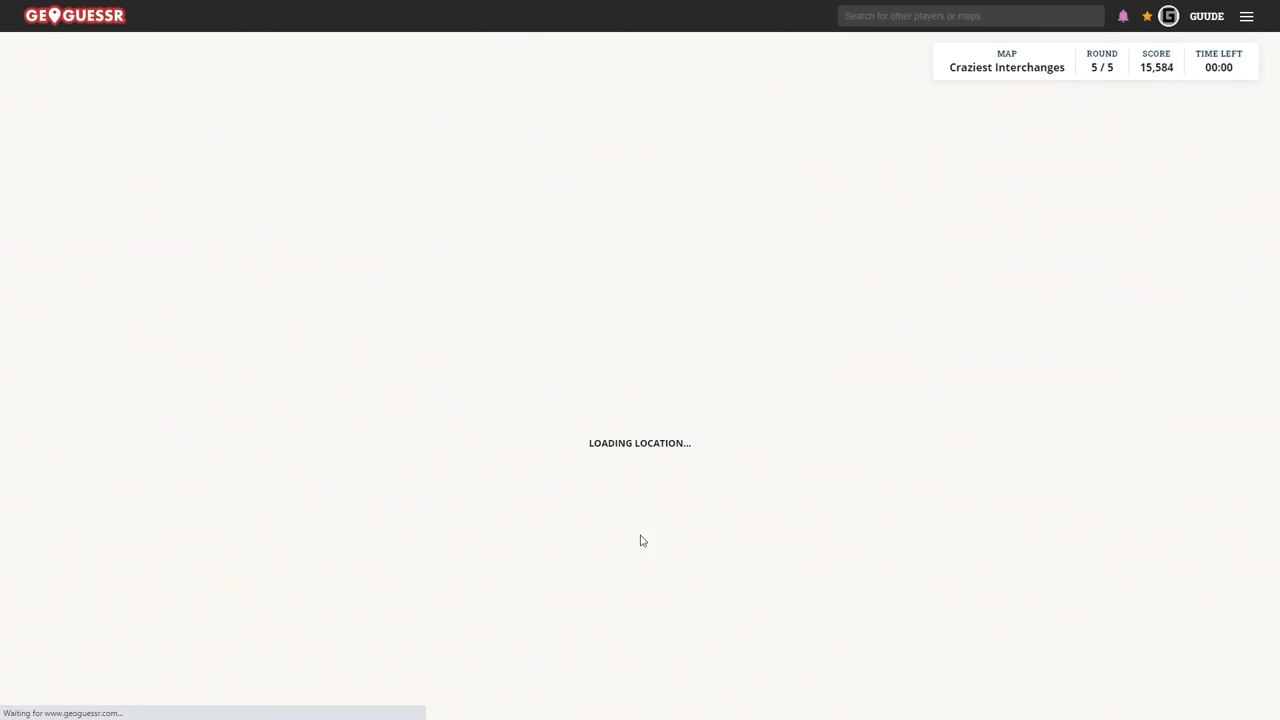 GEOGUESSR
Search for other players or maps
GUUDE
MAP ROUND SCORE TIME LEFT
Craziest Interchanges 5 / 5 15,584 00:00
LOADING LOCATION...
Waiting for www.geoguessr.com...